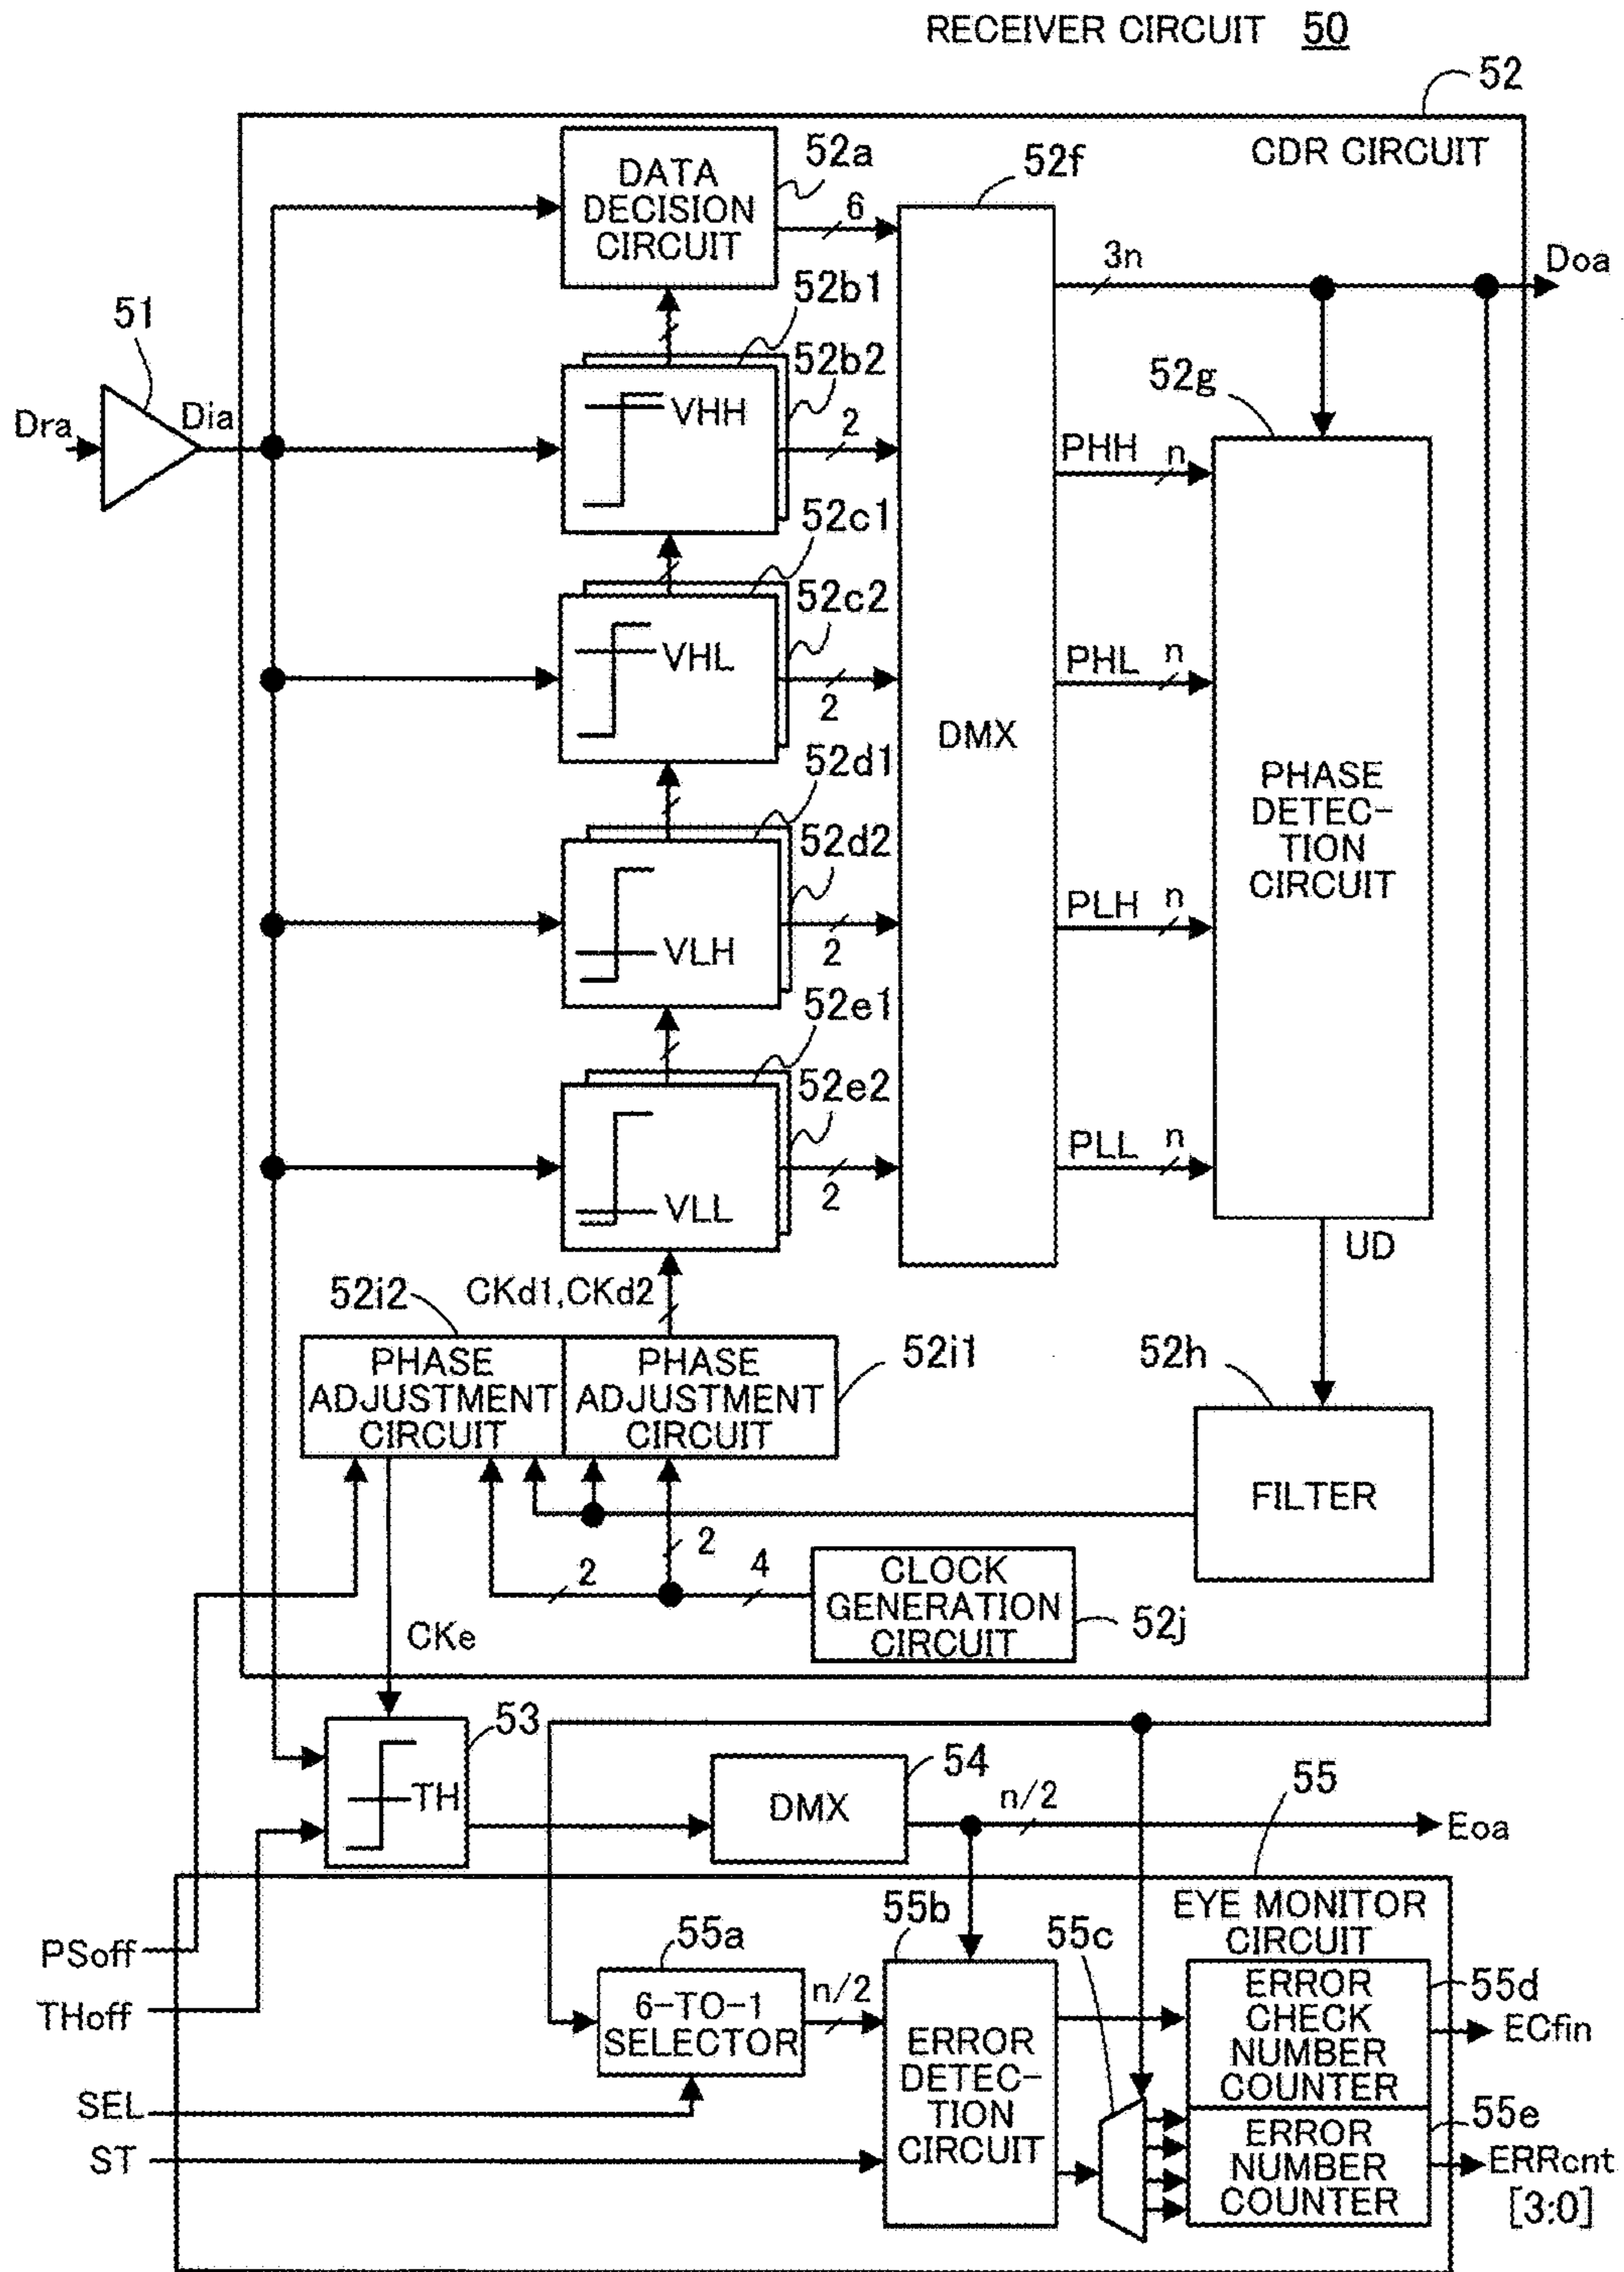 RECEIVER CIRCUIT 50
52
CDR CIRCUIT
DATA
DECISION
CIRCUIT
52a
6
52f
3n
Doa
51
Dra
Dia
52b1
52b2
VHH
2
52g
PHH
n
52c1
52c2
VHL
2
PHL
n
DMX
52d1
52d2
VLH
2
PLH
n
PHASE
DETEC-
TION
CIRCUIT
52e1
52e2
VLL
2
PLL
n
UD
52i2
CKd1,CKd2
PHASE
ADJUSTMENT
CIRCUIT
PHASE
ADJUSTMENT
CIRCUIT
52i1
52h
FILTER
2
2
4
CLOCK
GENERATION
CIRCUIT
52j
CKe
53
TH
54
DMX
n/2
Eoa
55
EYE MONITOR
CIRCUIT
PSoff
THoff
SEL
ST
55a
6-TO-1
SELECTOR
n/2
55b
ERROR
DETEC-
TION
CIRCUIT
55c
ERROR
CHECK
NUMBER
COUNTER
55d
ECfin
ERROR
NUMBER
COUNTER
55e
ERRcnt
[3:0]